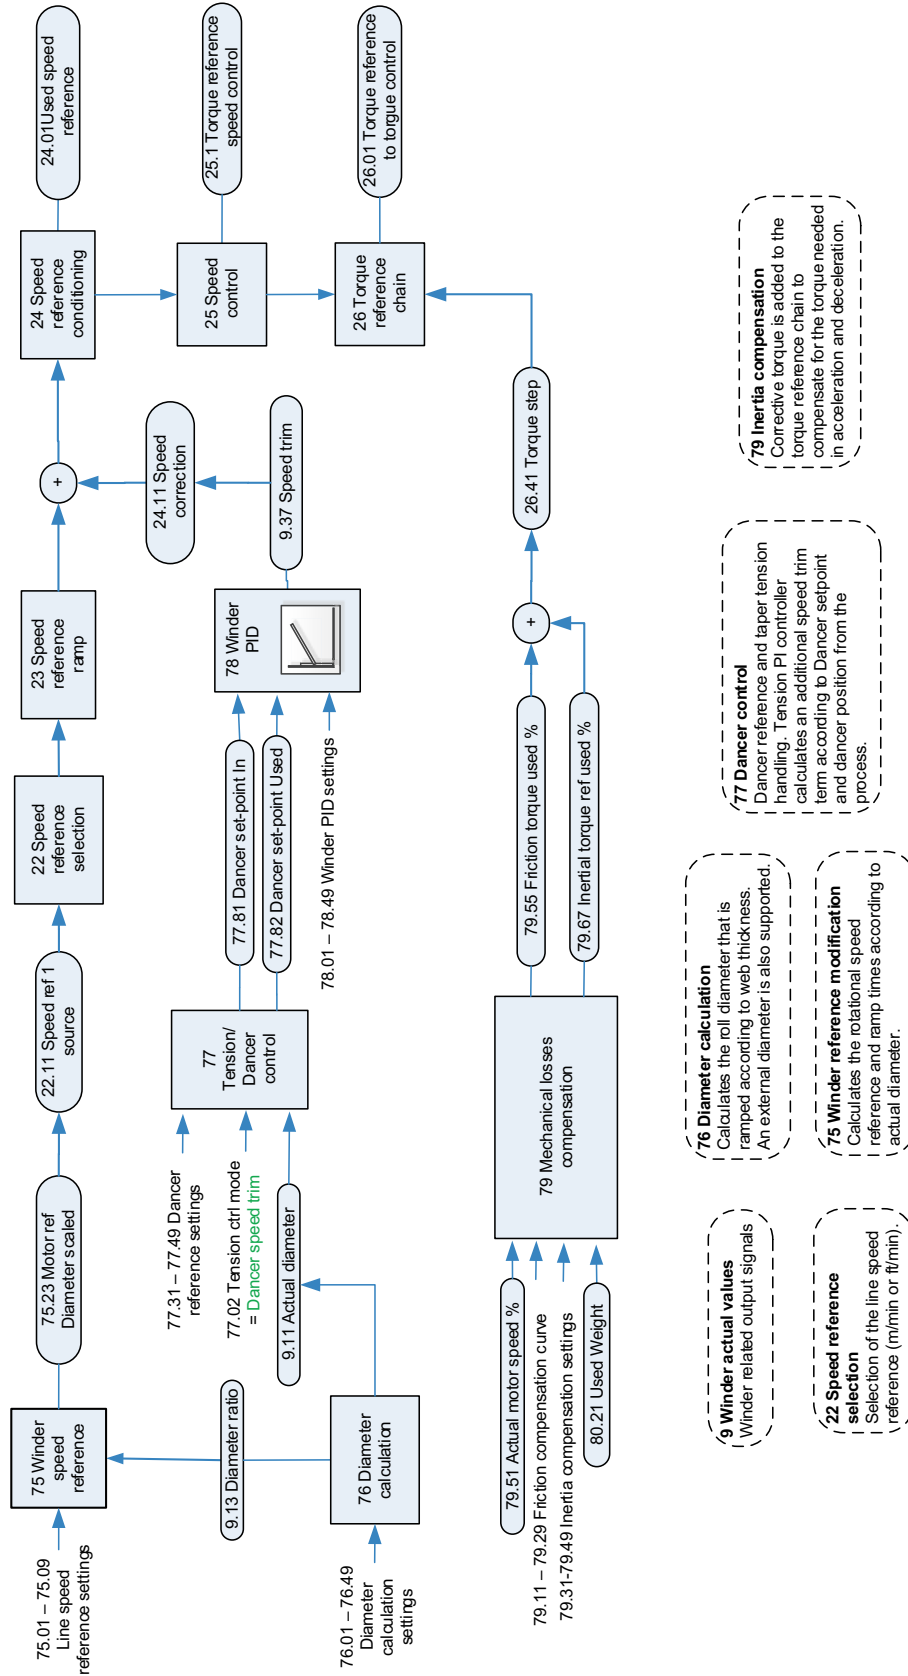 75.01 – 75.09
Line speed
reference settings
75 Winder
speed
reference
75.23 Motor ref
Diameter scaled
22.11 Speed ref 1
source
22 Speed
reference
selection
23 Speed
reference
ramp
+
24 Speed
reference
conditioning
24.01Used speed
reference
24.11 Speed
correction
25 Speed
control
25.1 Torque reference
speed control
9.13 Diameter ratio
77.31 – 77.49 Dancer
reference settings
77.02 Tension ctrl mode
= Dancer speed trim
9.11 Actual diameter
77
Tension/
Dancer
control
77.81 Dancer set-point In
77.82 Dancer set-point Used
78.01 – 78.49 Winder PID settings
78 Winder
PID
9.37 Speed trim
26 Torque
reference
chain
26.01 Torque reference
to torgue control
76.01 – 76.49
Diameter
calculation
settings
76 Diameter
calculation
79.51 Actual motor speed %
79.11 – 79.29 Friction compensation curve
79.31-79.49 Inertia compensation settings
80.21 Used Weight
79 Mechanical losses
compensation
79.55 Friction torque used %
79.67 Inertial torque ref used %
+
26.41 Torque step
9 Winder actual values
Winder related output signals
22 Speed reference
selection
Selection of the line speed
reference (m/min or ft/min).
76 Diameter calculation
Calculates the roll diameter that is
ramped according to web thickness.
An external diameter is also supported.
75 Winder reference modification
Calculates the rotational speed
reference and ramp times according to
actual diameter.
77 Dancer control
Dancer reference and taper tension
handling. Tension PI controller
calculates an additional speed trim
term according to Dancer setpoint
and dancer position from the
process.
79 Inertia compensation
Corrective torque is added to the
torque reference chain to
compensate for the torque needed
in acceleration and deceleration.